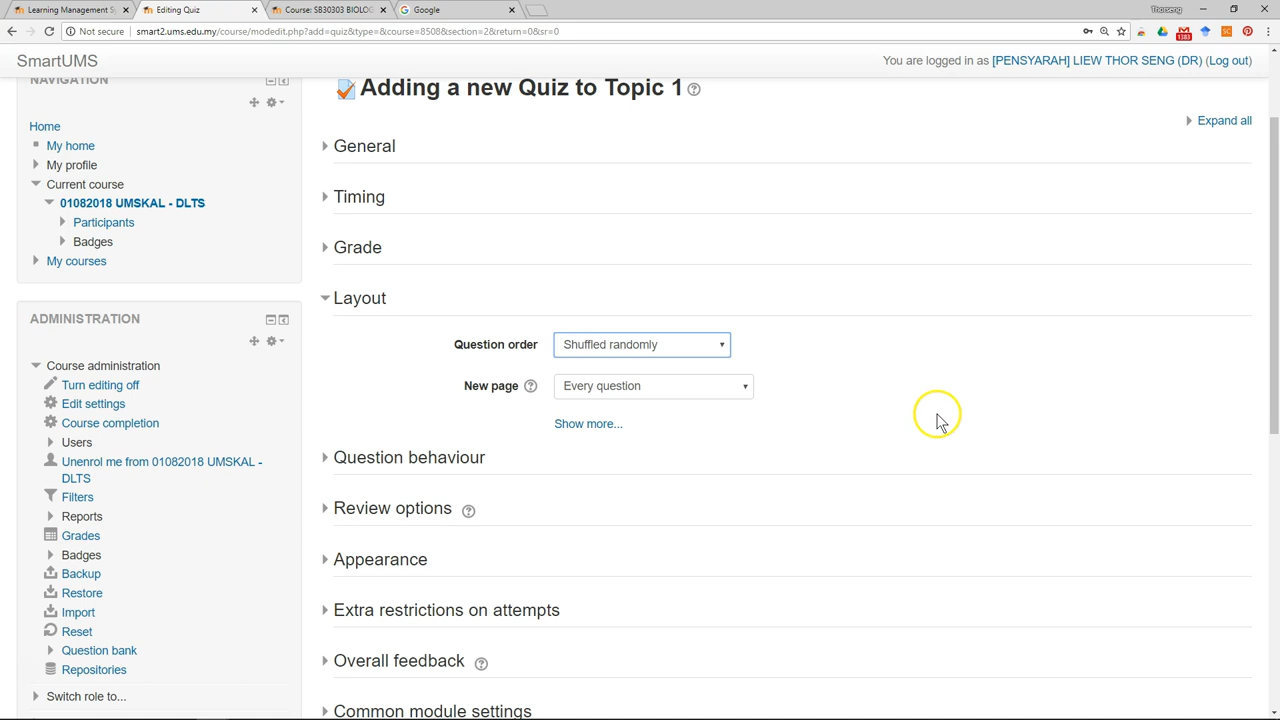 Learning Management S
Editing Quiz
Course: SB30303 BIOLOG
Google
Thorseng
Not secure
smart2.ums.edu.my/course/modedit.php?add=quiz&type=&course=8508&section=2&return=0&sr=0
1383
SmartUMS
You are logged in as [PENSYARAH] LIEW THOR SENG (DR) (Log out)
NAVIGATION
Home
My home
My profile
Current course
01082018 UMSKAL - DLTS
Participants
Badges
My courses
ADMINISTRATION
Course administration
Turn editing off
Edit settings
Course completion
Users
Unenrol me from 01082018 UMSKAL -
DLTS
Filters
Reports
Grades
Badges
Backup
Restore
Import
Reset
Question bank
Repositories
Switch role to...
Adding a new Quiz to Topic 1
Expand all
General
Timing
Grade
Layout
Question order
Shuffled randomly
New page
Every question
Show more...
Question behaviour
Review options
Appearance
Extra restrictions on attempts
Overall feedback
Common module settings